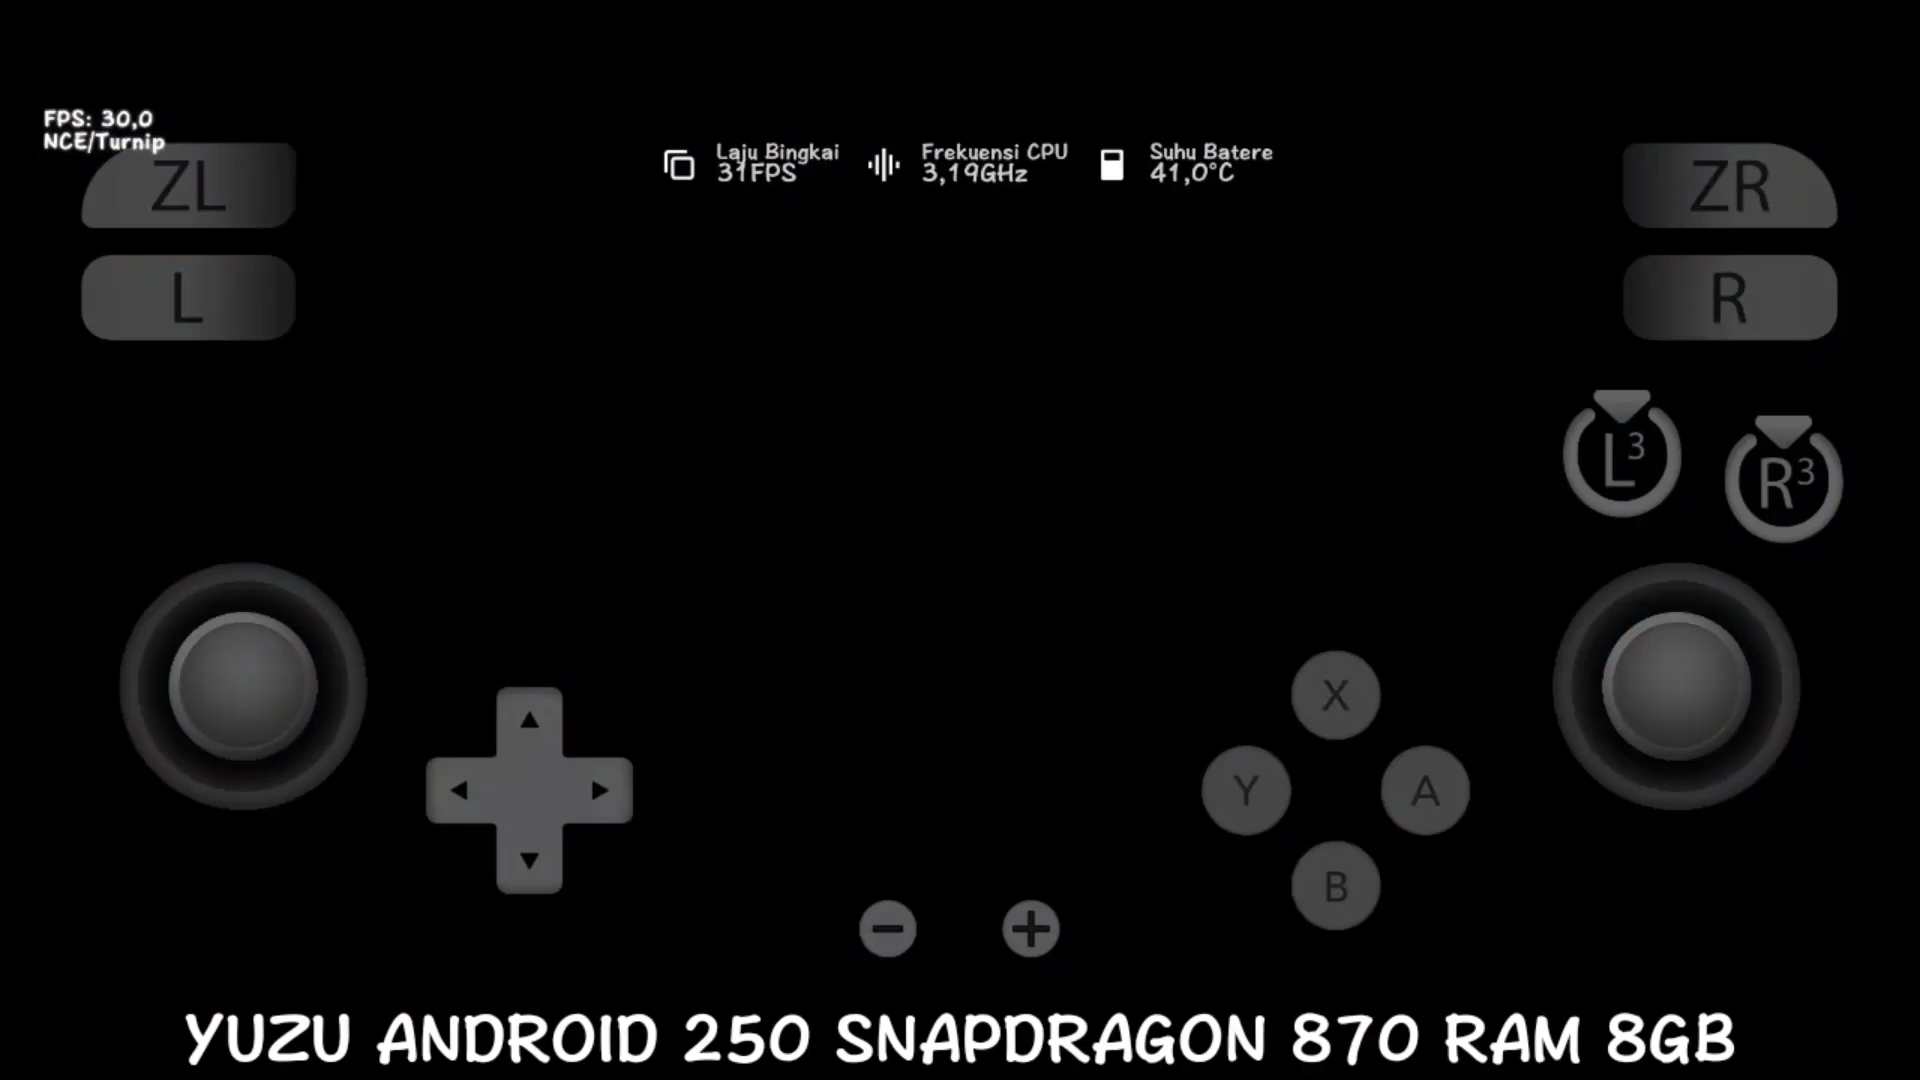 FPS: 30,0
NCE/Turnip
Laju Bingkai
31FPS
Frekuensi CPU
3,19GHz
Suhu Batere
41,0°C
ZL
ZR
L
R
L3
R3
X
Y
A
B
YUZU ANDROID 250 SNAPDRAGON 870 RAM 8GB